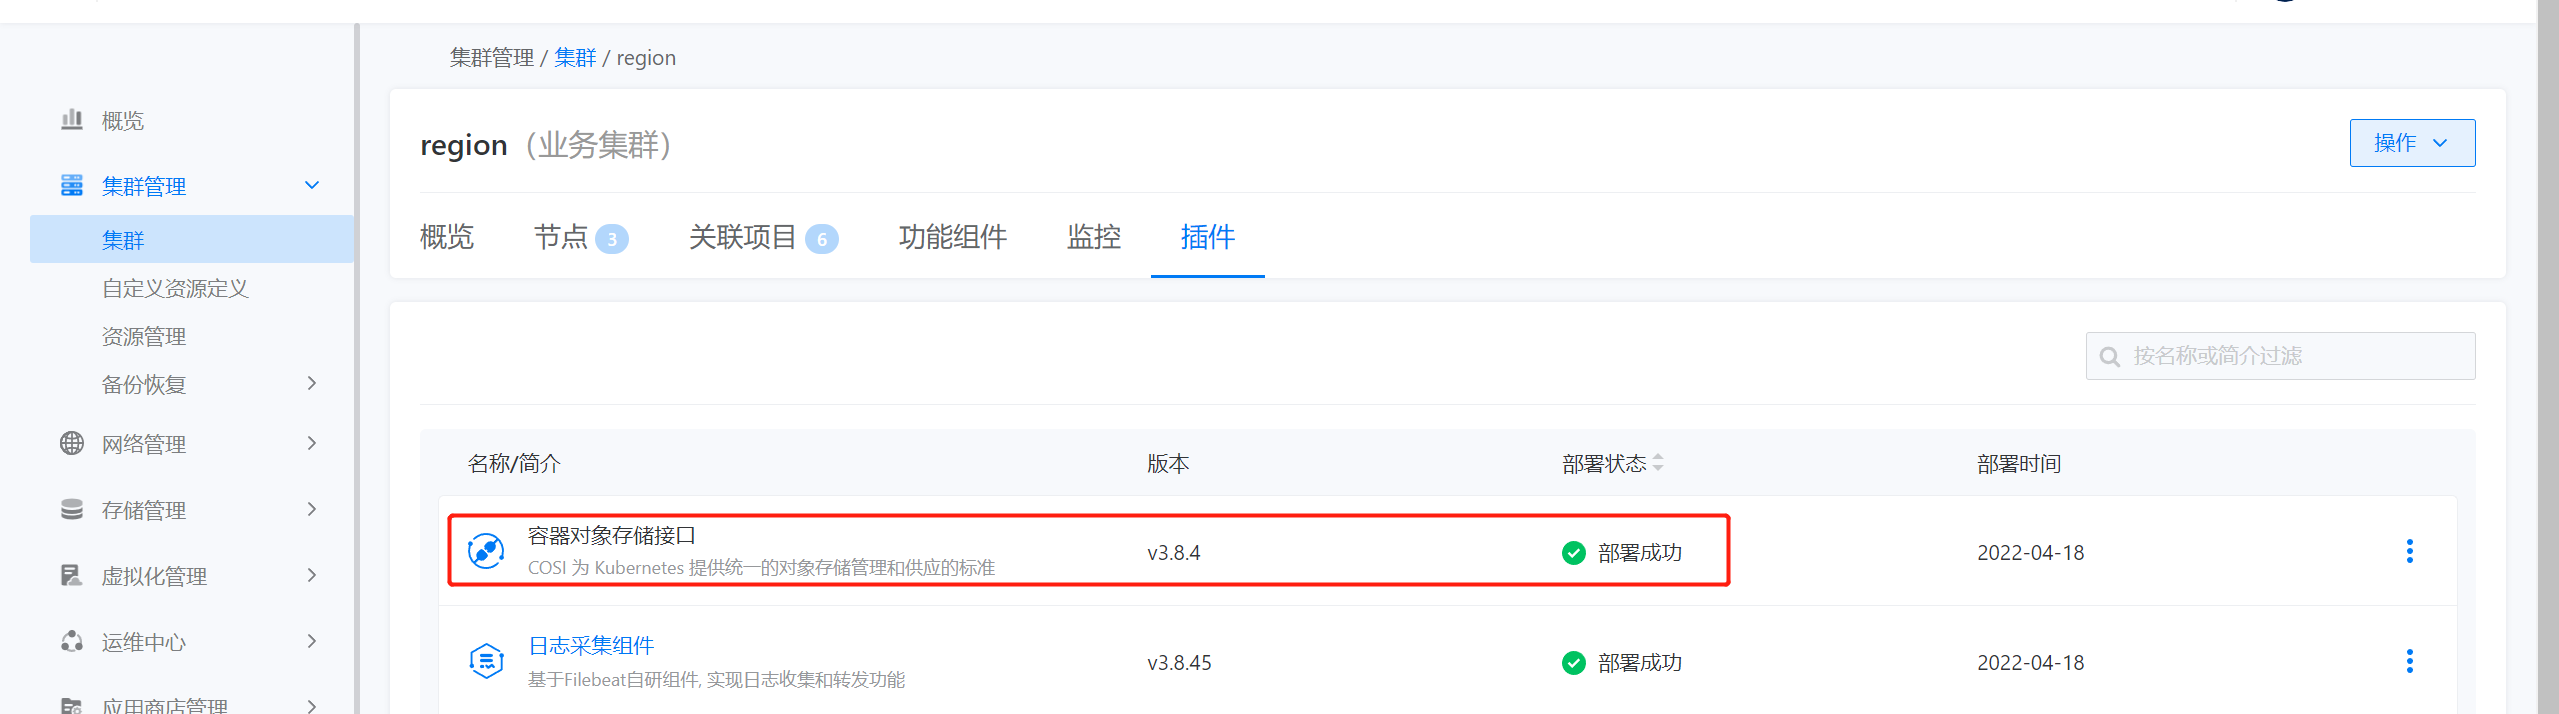 集群管理 / 集群 / region
概览
集群管理
集群
自定义资源定义
资源管理
备份恢复
网络管理
存储管理
虚拟化管理
运维中心
应用商店管理
region（业务集群）
操作
概览 节点 3 关联项目 6 功能组件 监控 插件
按名称或简介过滤
名称/简介 版本 部署状态 部署时间
容器对象存储接口
COSI 为 Kubernetes 提供统一的对象存储管理和供应的标准
v3.8.4 部署成功 2022-04-18
日志采集组件
基于Filebeat自研组件, 实现日志收集和转发功能
v3.8.45 部署成功 2022-04-18